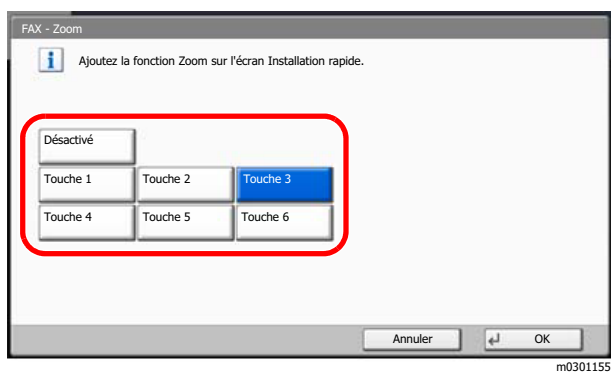 FAX - Zoom
Ajoutez la fonction Zoom sur l'écran Installation rapide.
Désactivé
Touche 1 Touche 2 Touche 3
Touche 4 Touche 5 Touche 6
Annuler OK
m0301155